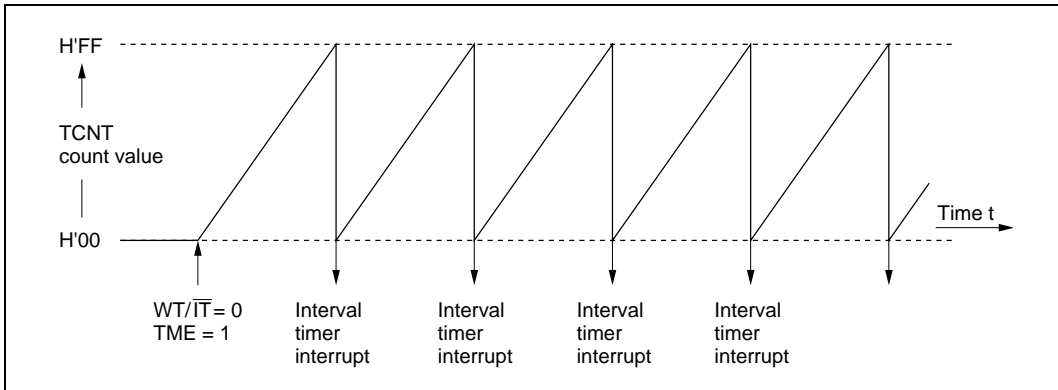 H'FF
TCNT
count value
H'00
Time t
WT/I̅T̅ = 0
TME = 1
Interval
timer
interrupt
Interval
timer
interrupt
Interval
timer
interrupt
Interval
timer
interrupt